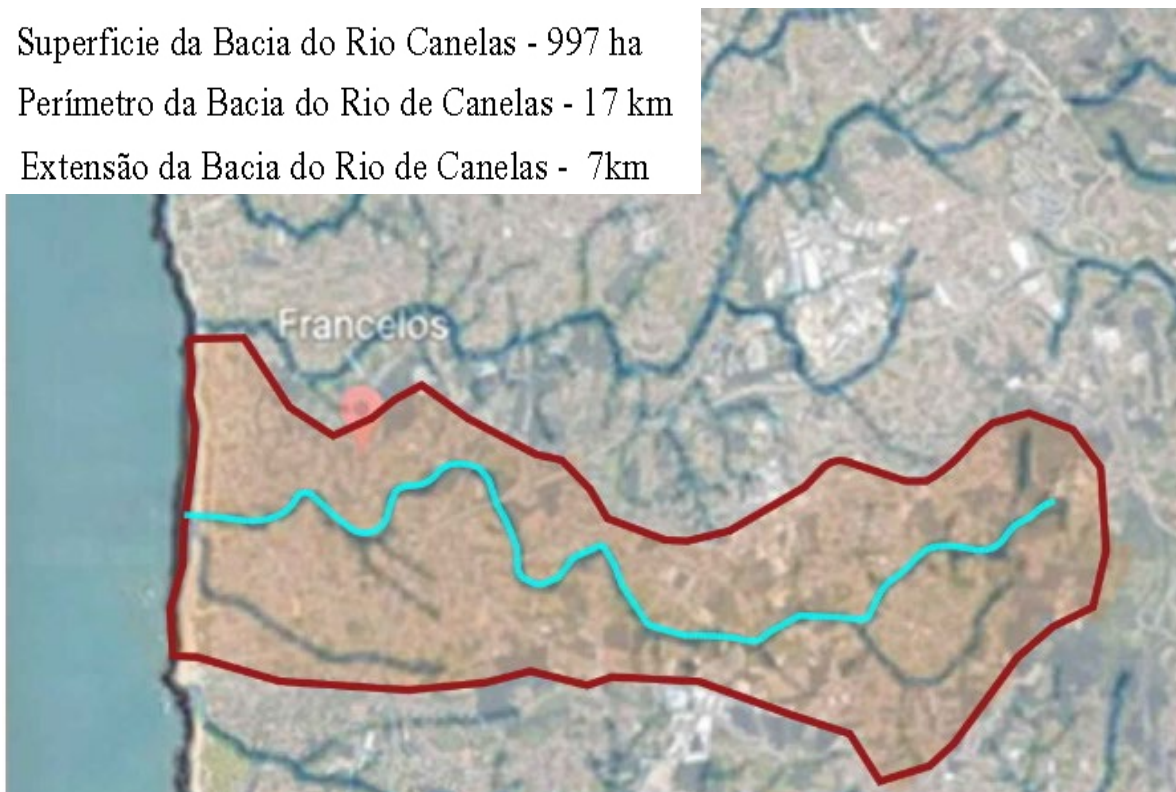 Superficie da Bacia do Rio Canelas - 997 ha
Perímetro da Bacia do Rio de Canelas - 17 km
Extensão da Bacia do Rio de Canelas - 7km
Francelos